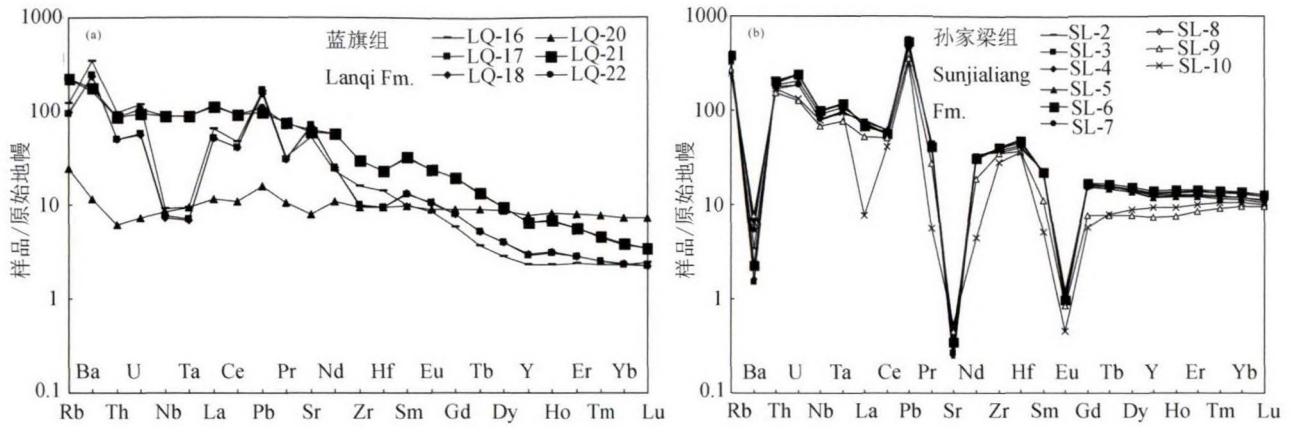 1000
100
10
1
0.1
样品/原始地幔
(a)
蓝旗组
Lanqi Fm.
LQ-16
LQ-17
LQ-18
LQ-20
LQ-21
LQ-22
Ba U Ta Ce Pr Nd Hf Eu Tb Y Er Yb
Rb Th Nb La Pb Sr Zr Sm Gd Dy Ho Tm Lu
1000
100
10
1
0.1
样品/原始地幔
(b)
孙家梁组
Sunjialiang
Fm.
SL-2
SL-3
SL-4
SL-5
SL-6
SL-7
SL-8
SL-9
SL-10
Ba U Ta Ce Pr Nd Hf Eu Tb Y Er Yb
Rb Th Nb La Pb Sr Zr Sm Gd Dy Ho Tm Lu